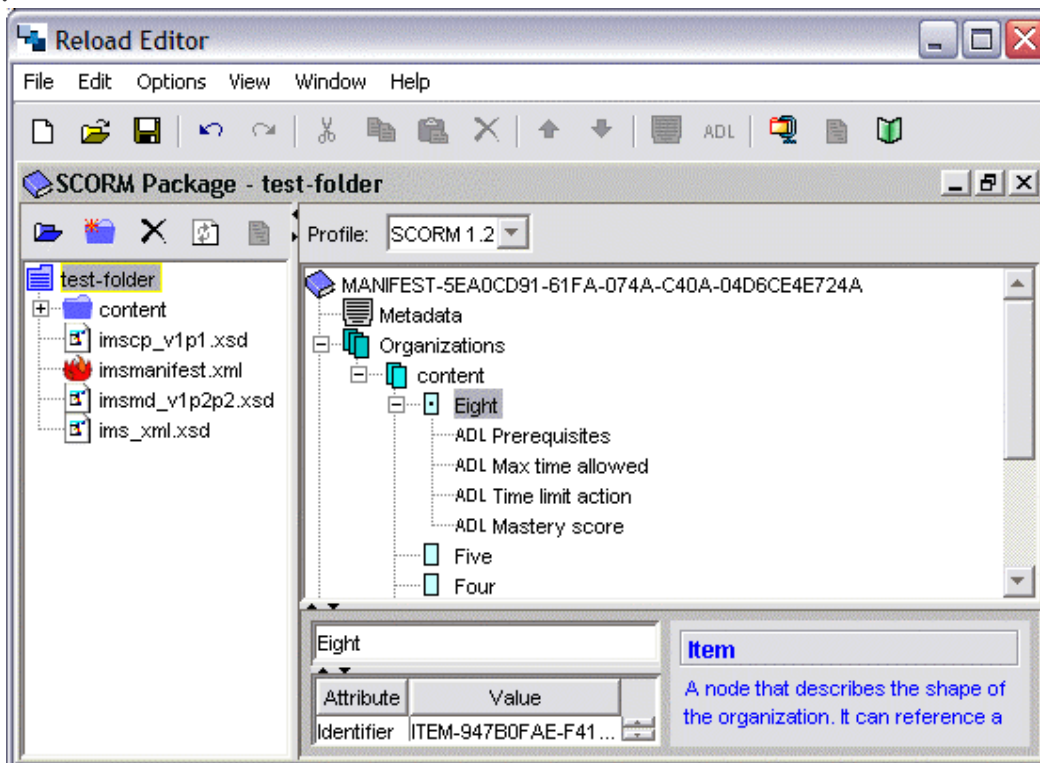 Reload Editor
File Edit Options View Window Help
ADL
SCORM Package - test-folder
Profile: SCORM 1.2
test-folder
content
imscp_v1p1.xsd
imsmanifest.xml
imsmd_v1p2p2.xsd
ims_xml.xsd
MANIFEST-5EA0CD91-61FA-074A-C40A-04D6CE4E724A
Metadata
Organizations
content
Eight
ADL Prerequisites
ADL Max time allowed
ADL Time limit action
ADL Mastery score
Five
Four
Eight
Attribute Value
Identifier ITEM-947B0FAE-F41...
Item
A node that describes the shape of
the organization. It can reference a